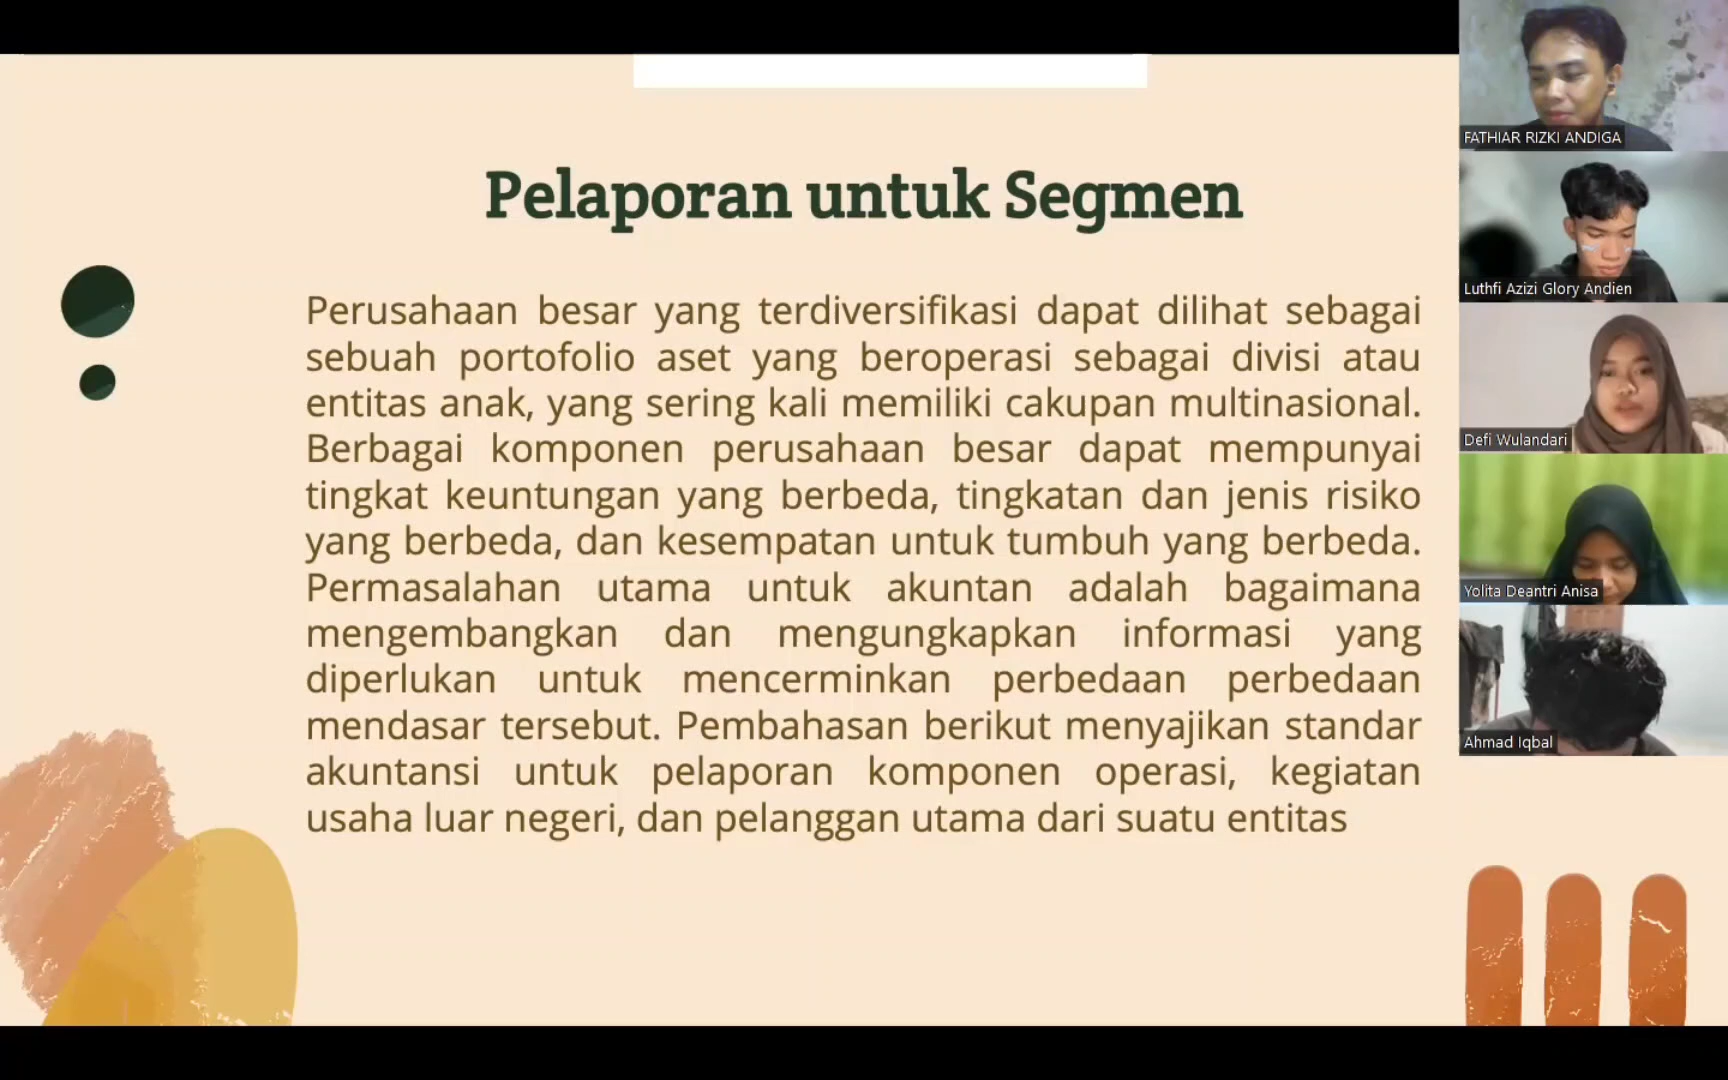 Pelaporan untuk Segmen
Perusahaan besar yang terdiversifikasi dapat dilihat sebagai
sebuah portofolio aset yang beroperasi sebagai divisi atau
entitas anak, yang sering kali memiliki cakupan multinasional.
Berbagai komponen perusahaan besar dapat mempunyai
tingkat keuntungan yang berbeda, tingkatan dan jenis risiko
yang berbeda, dan kesempatan untuk tumbuh yang berbeda.
Permasalahan utama untuk akuntan adalah bagaimana
mengembangkan dan mengungkapkan informasi yang
diperlukan untuk mencerminkan perbedaan perbedaan
mendasar tersebut. Pembahasan berikut menyajikan standar
akuntansi untuk pelaporan komponen operasi, kegiatan
usaha luar negeri, dan pelanggan utama dari suatu entitas
FATHIAR RIZKI ANDIGA
Luthfi Azizi Glory Andien
Defi Wulandari
Yolita Deantri Anisa
Ahmad Iqbal